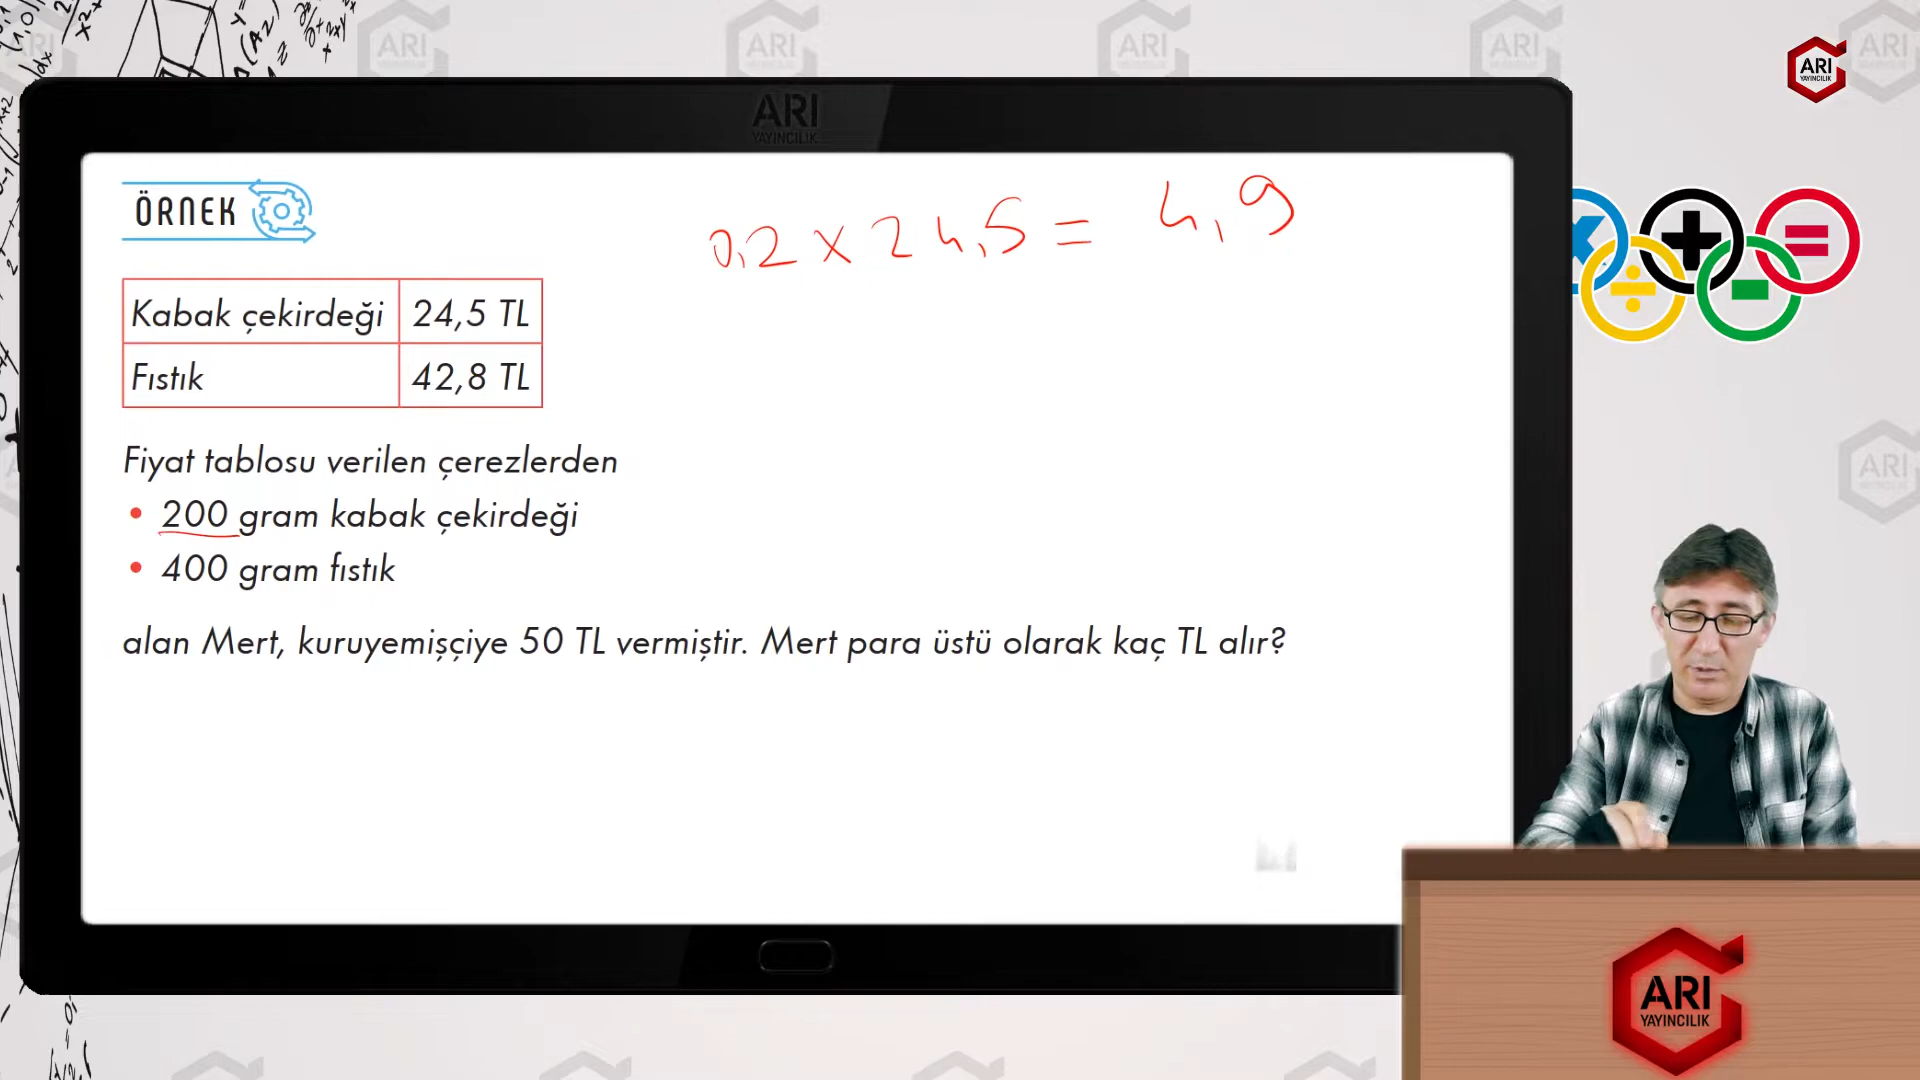 ARI
YAYINCILIK
ARI
YAYINCILIK
ÖRNEK
0,2 x 24,5 = 4,9
Kabak çekirdeği 24,5 TL
Fıstık 42,8 TL
Fiyat tablosu verilen çerezlerden
• 200 gram kabak çekirdeği
• 400 gram fıstık
alan Mert, kuruyemişçiye 50 TL vermiştir. Mert para üstü olarak kaç TL alır?
ARI
YAYINCILIK